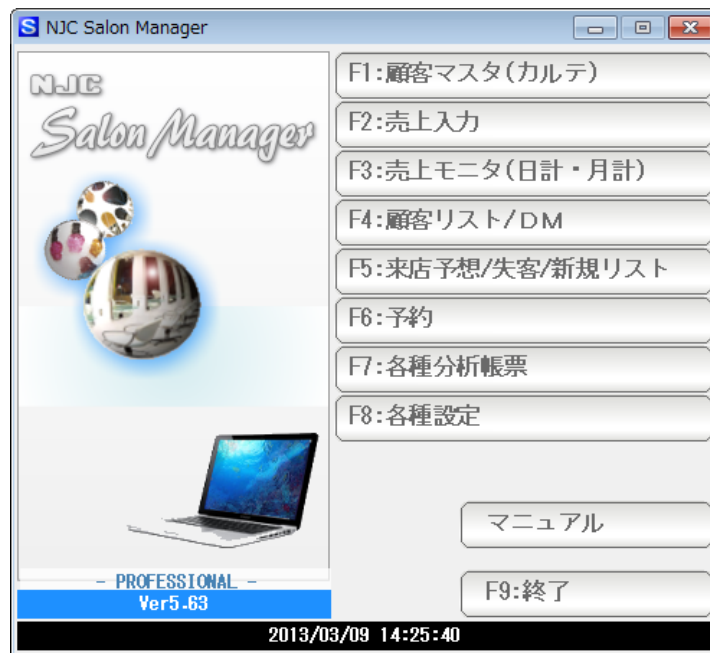 NJC Salon Manager
NJC
Salon Manager
F1:顧客マスタ(カルテ)
F2:売上入力
F3:売上モニタ(日計・月計)
F4:顧客リスト/DM
F5:来店予想/失客/新規リスト
F6:予約
F7:各種分析帳票
F8:各種設定
マニュアル
F9:終了
- PROFESSIONAL -
Ver5.63
2013/03/09 14:25:40